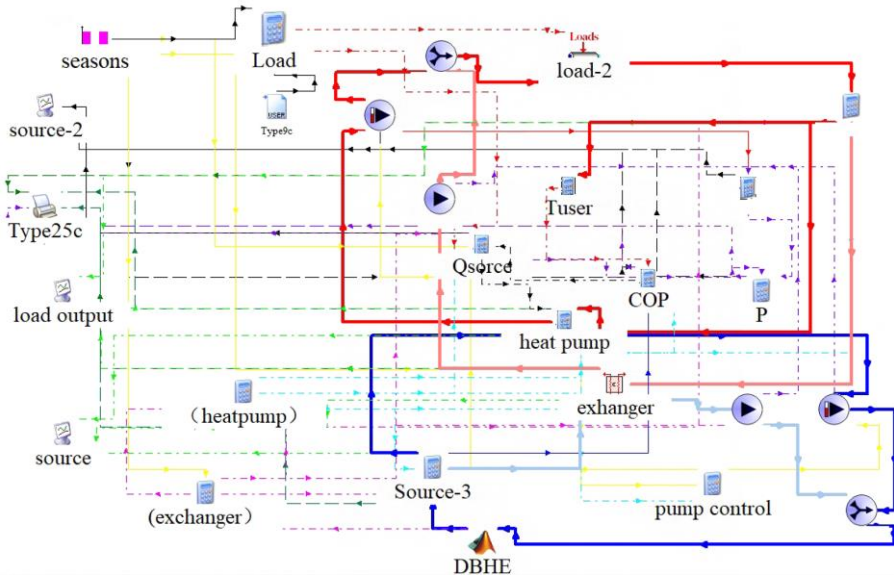 seasons
Load
Loads
load-2
USER
Type9c
source-2
Tuser
Type25c
Qsorce
COP
P
load output
heat pump
exhanger
(heatpump）
source
Source-3
(exchanger）
pump control
DBHE